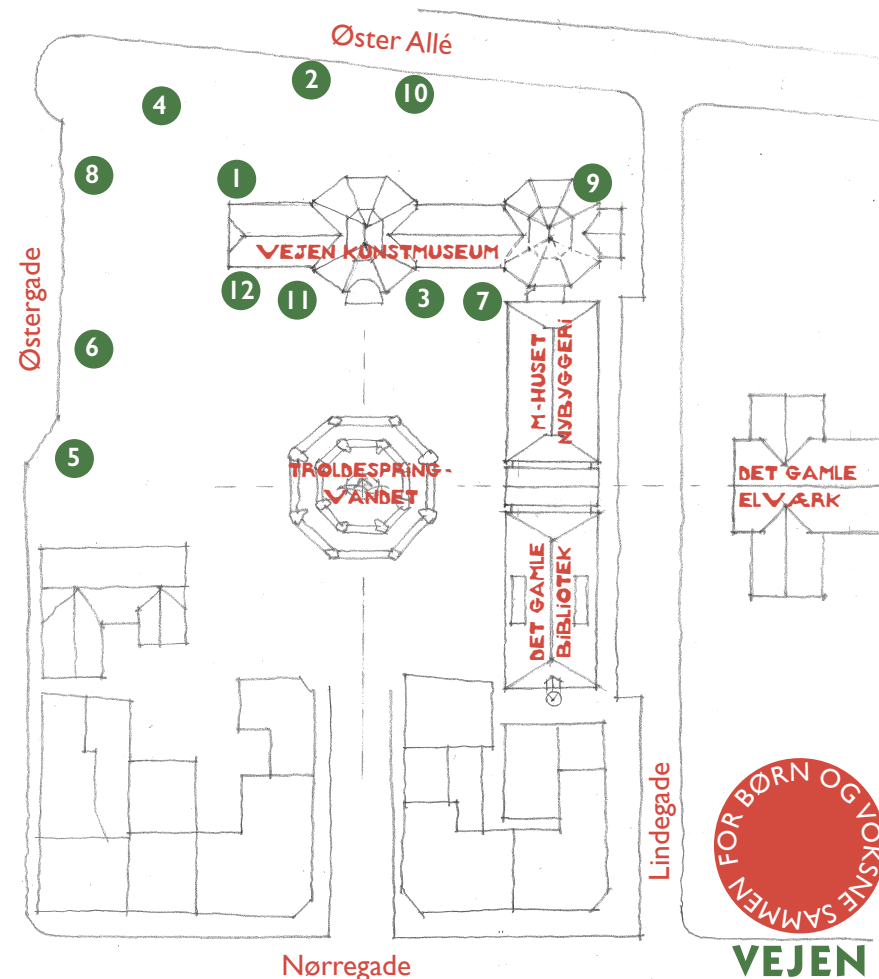 Øster Allé
2
10
4
8
1
9
VEJEN KUNSTMUSEUM
12
11
3
7
Østergade
6
M-HUSET
NYBYGGERI
5
TROLDESPRING-
VANDET
DET GAMLE
ELVÆRK
DET GAMLE
BIBLIOTEK
Lindegade
FOR BØRN OG VOKSNE SAMMEN
VEJEN
Nørregade